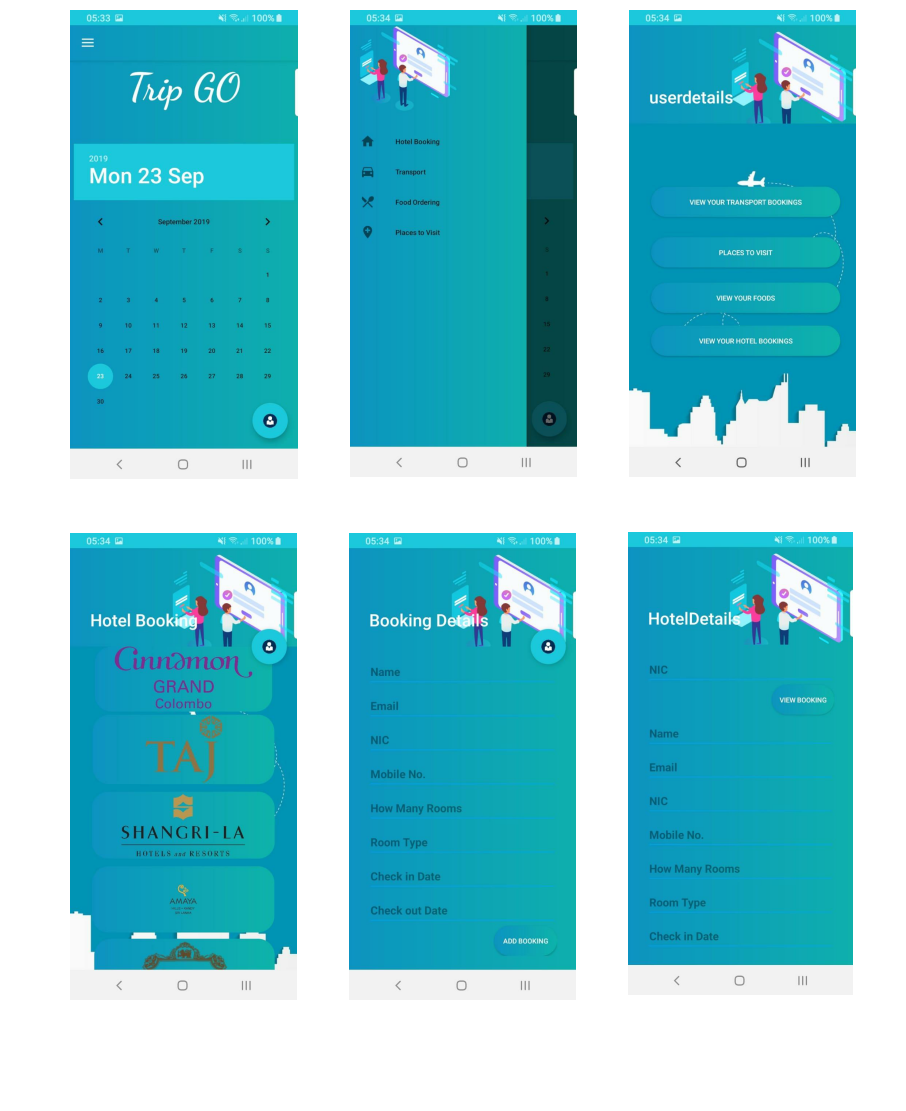 05:33 100%
Trip GO
2019
Mon 23 Sep
September 2019
M T W T F S S
1
2 3 4 5 6 7 8
9 10 11 12 13 14 15
16 17 18 19 20 21 22
23 24 25 26 27 28 29
30
05:34 100%
Hotel Booking
Transport
Food Ordering
Places to Visit
05:34 100%
userdetails
VIEW YOUR TRANSPORT BOOKINGS
PLACES TO VISIT
VIEW YOUR FOODS
VIEW YOUR HOTEL BOOKINGS
05:34 100%
Hotel Booking
Cinnamon
GRAND
Colombo
TAJ
SHANGRI-LA
HOTELS and RESORTS
AMAYA
05:34 100%
Booking Details
Name
Email
NIC
Mobile No.
How Many Rooms
Room Type
Check in Date
Check out Date
ADD BOOKING
05:34 100%
HotelDetails
NIC
VIEW BOOKING
Name
Email
NIC
Mobile No.
How Many Rooms
Room Type
Check in Date